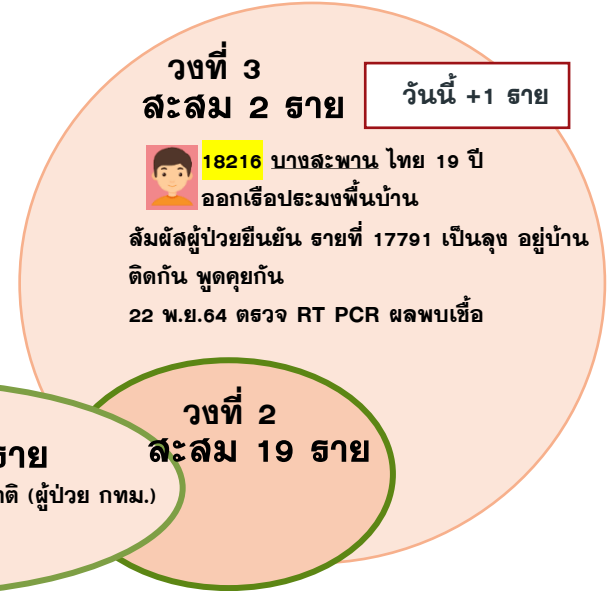 วงที่ 3
สะสม 2 ราย
วันนี้ +1 ราย
18216 บางสะพาน ไทย 19 ปี
ออกเรือประมงพื้นบ้าน
สัมผัสผู้ป่วยยืนยัน รายที่ 17791 เป็นลุง อยู่บ้าน
ติดกัน พูดคุยกัน
22 พ.ย.64 ตรวจ RT PCR ผลพบเชื้อ
วงที่ 2
สะสม 19 ราย
ราย
(ผู้ป่วย กทม.)